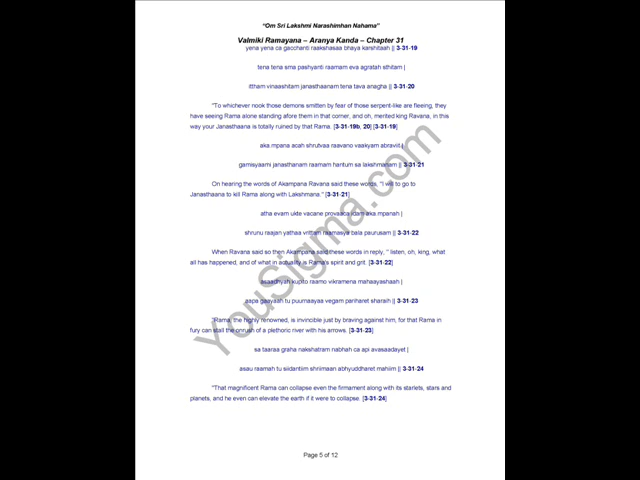 “Om Sri Lakshmi Narashimhan Nahama”
Valmiki Ramayana – Aranya Kanda – Chapter 31
yena yena ca gacchanti raakshasaa bhaya karshitaah || 3-31-19
tena tena sma pashyanti raamam eva agratah sthitam |
ittham vinaashitam janasthaanam tena tava anagha || 3-31-20
"To whichever nook those demons smitten by fear of those serpent-like are fleeing, they
have seeing Rama alone standing afore them in that corner, and oh, merited king Ravana, in this
way your Janasthaana is totally ruined by that Rama. [3-31-19b, 20] [3-31-19]
aka mpana acah shrutvaa raavano vaakyam abraviit |
gamisyaami janasthanam raamam hantum sa lakshmanam || 3-31-21
On hearing the words of Akampana Ravana said these words, "I will to go to
Janasthaana to kill Rama along with Lakshmana." [3-31-21]
atha evam ukte vacane provaaca idam aka mpanah |
shrunu raajan yathaa vrittam raamasya bala paurusam || 3-31-22
When Ravana said so then Akampana said these words in reply, " listen, oh, king, what
all has happened, and of what in actuality is Rama's spirit and grit. [3-31-22]
asaadhyah kupito raamo vikramena mahaayashaah |
aapa gaayaah tu puurnaayaa vegam pariharet sharaih || 3-31-23
"Rama, the highly renowned, is invincible just by braving against him, for that Rama in
fury can stall the onrush of a plethoric river with his arrows. [3-31-23]
sa taaraa graha nakshatram nabhah ca api avasaadayet |
asau raamah tu siidantiim shriimaan abhyuddharet mahiim || 3-31-24
"That magnificent Rama can collapse even the firmament along with its starlets, stars and
planets, and he even can elevate the earth if it were to collapse. [3-31-24]
Page 5 of 12
YouSigma.com